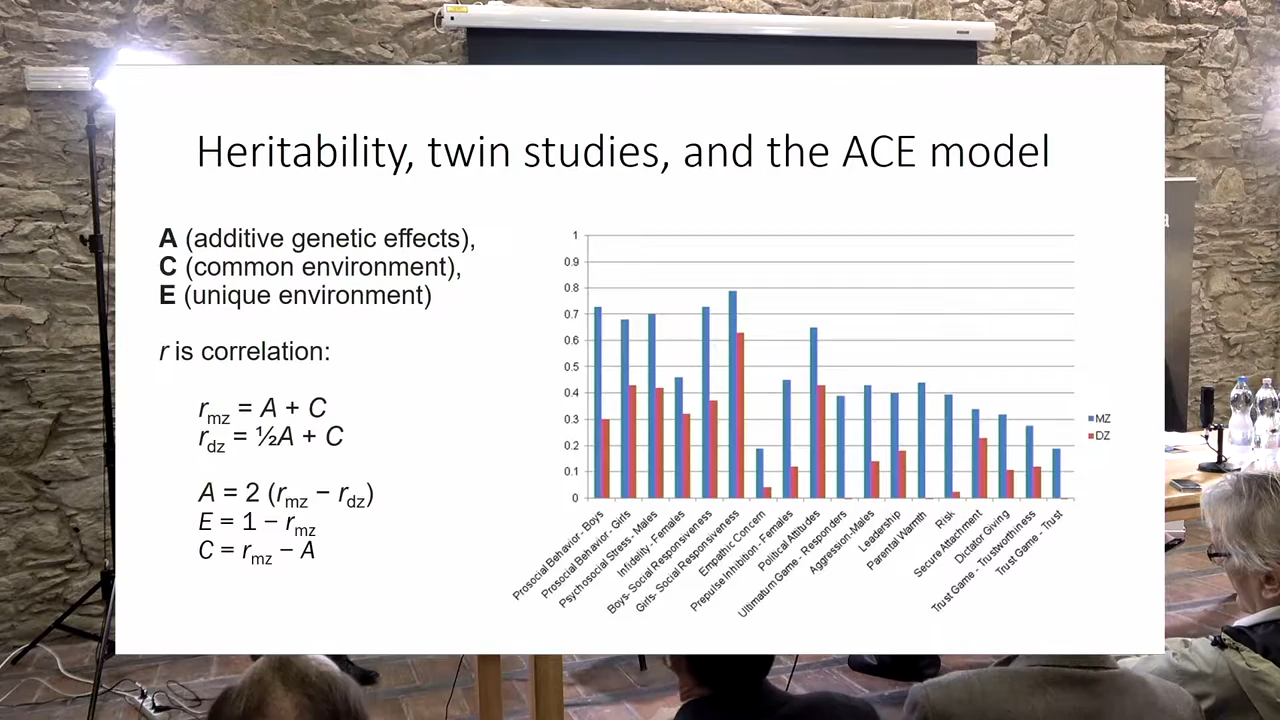 Heritability, twin studies, and the ACE model
A (additive genetic effects),
C (common environment),
E (unique environment)
r is correlation:
rmz = A + C
rdz = ½A + C
A = 2 (rmz − rdz)
E = 1 − rmz
C = rmz − A
1
0.9
0.8
0.7
0.6
0.5
0.4
0.3
0.2
0.1
0
Prosocial Behavior - Boys
Prosocial Behavior - Girls
Psychosocial Stress - Males
Infidelity - Females
Boys- Social Responsiveness
Girls- Social Responsiveness
Empathic Concern
Prepulse Inhibition - Females
Political Attitudes
Ultimatum Game - Responders
Aggression-Males
Leadership
Parental Warmth
Risk
Secure Attachment
Dictator Giving
Trust Game - Trustworthiness
Trust Game - Trust
MZ
DZ
a